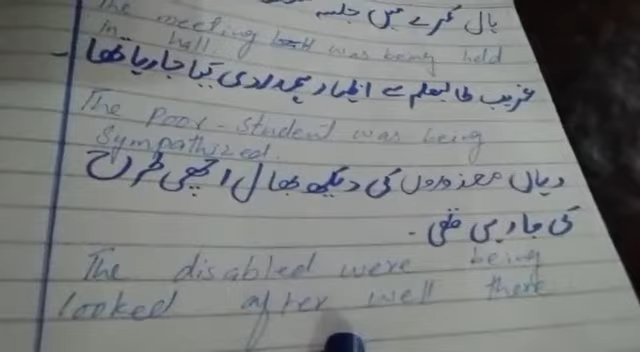 ہال کمرے میں جلسہ
The meeting was being held
in hall.
غریب طالبعلم سے اظہار ہمدردی کیا جا رہا تھا۔
The poor student was being
sympathized.
وہاں معذوروں کی دیکھ بھال اچھی طرح
کی جا رہی تھی۔
The disabled were being
looked after well there